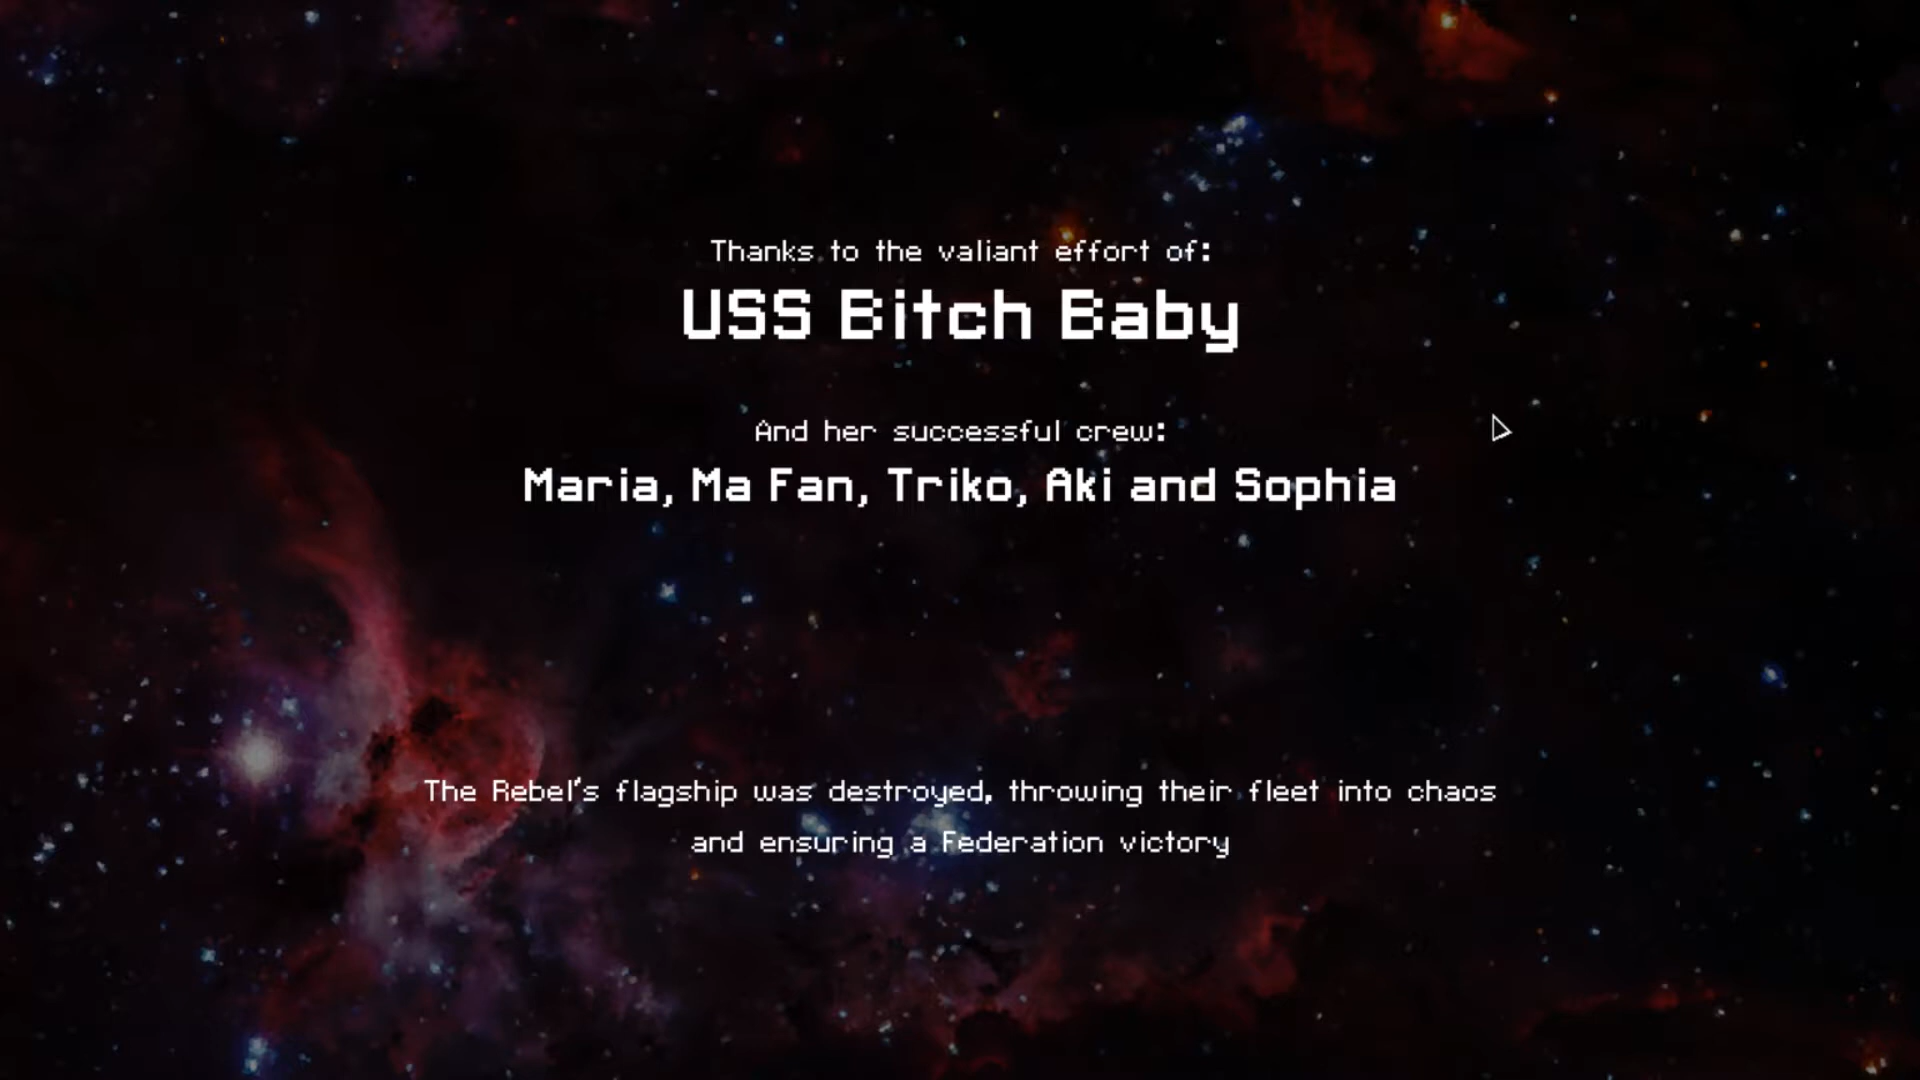 Thanks to the valiant effort of:
USS Bitch Baby
And her successful crew:
Maria, Ma Fan, Triko, Aki and Sophia
The Rebel's flagship was destroyed, throwing their fleet into chaos
and ensuring a Federation victory